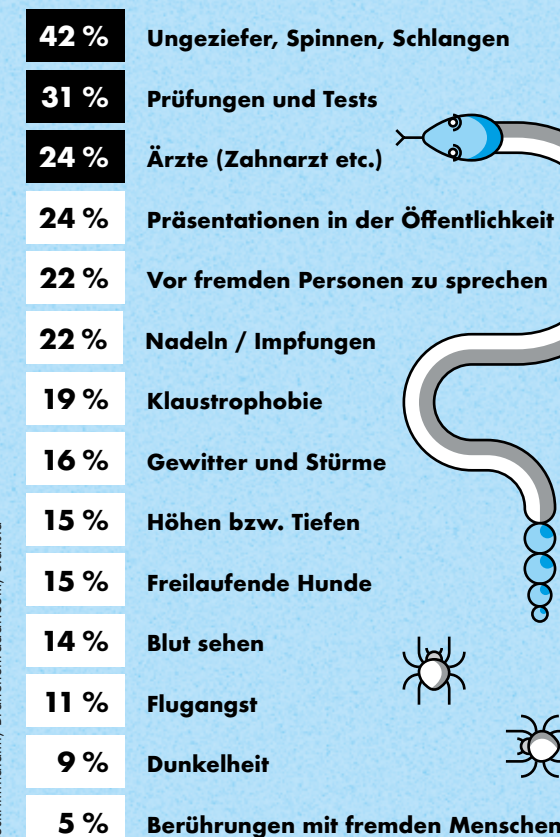 42 % Ungeziefer, Spinnen, Schlangen
31 % Prüfungen und Tests
24 % Ärzte (Zahnarzt etc.)
24 % Präsentationen in der Öffentlichkeit
22 % Vor fremden Personen zu sprechen
22 % Nadeln / Impfungen
19 % Klaustrophobie
16 % Gewitter und Stürme
15 % Höhen bzw. Tiefen
15 % Freilaufende Hunde
14 % Blut sehen
11 % Flugangst
9 % Dunkelheit
5 % Berührungen mit fremden Menschen